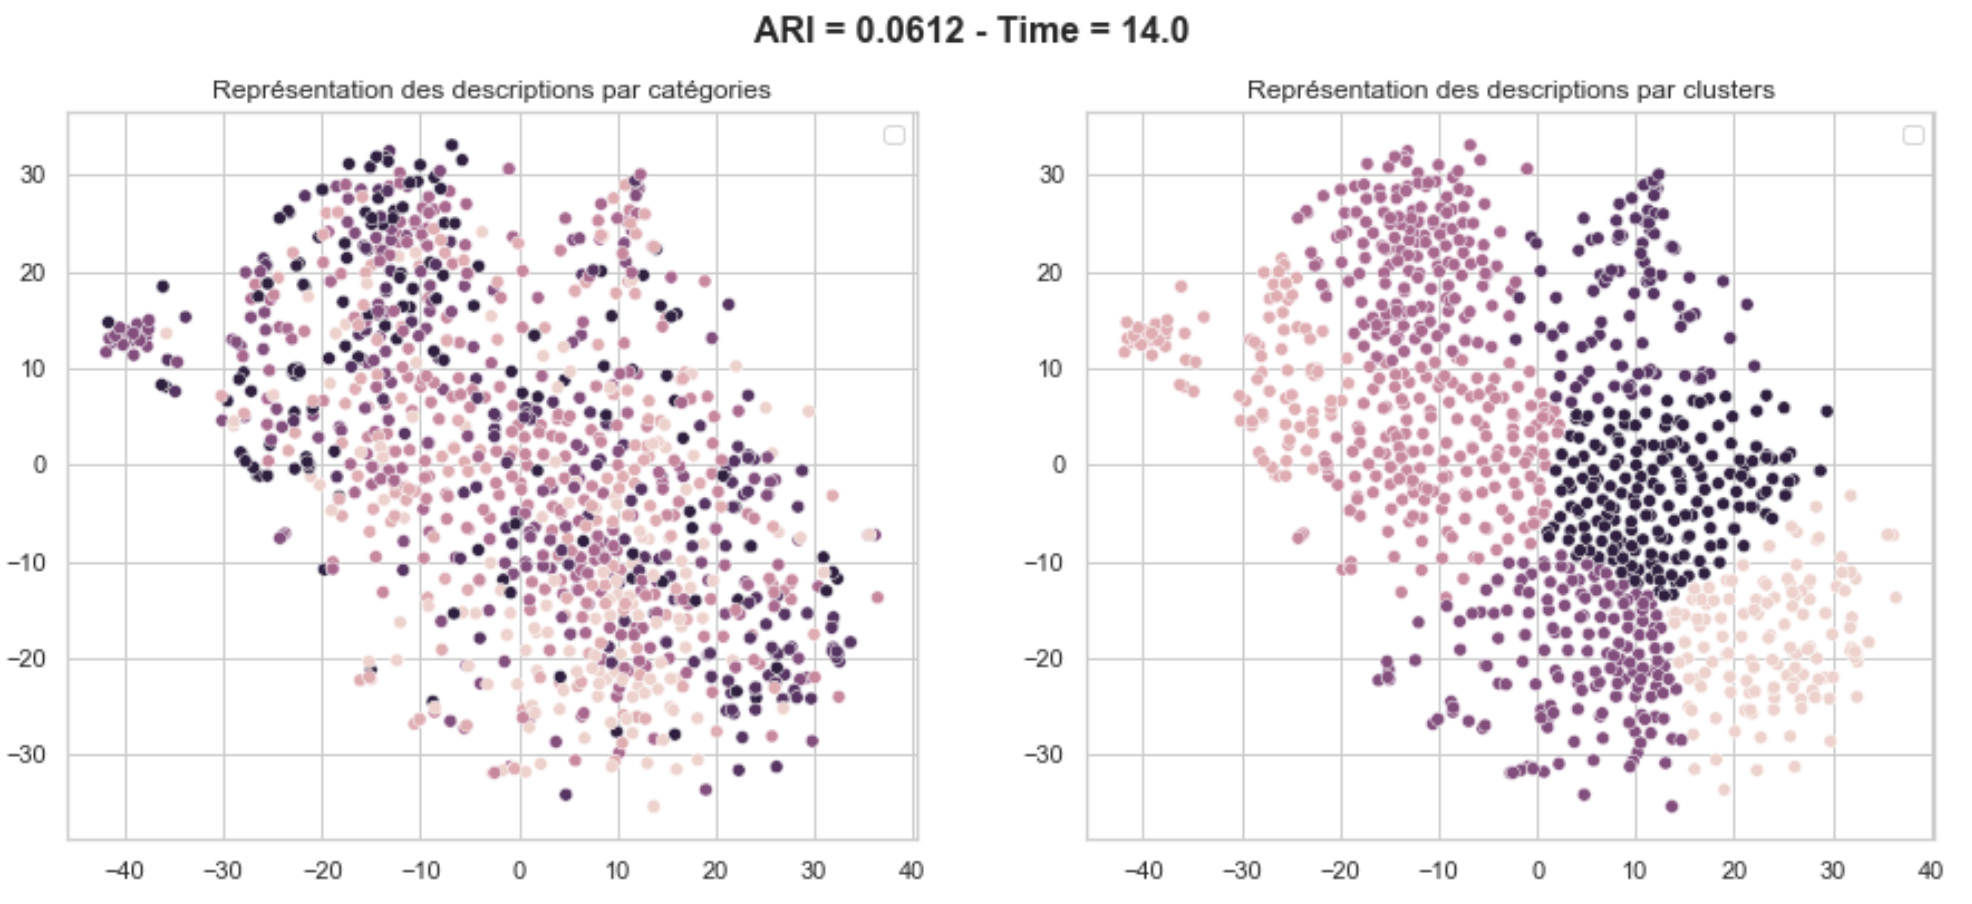 ARI = 0.0612 - Time = 14.0
Représentation des descriptions par catégories
30
20
10
0
−10
−20
−30
−40 −30 −20 −10 0 10 20 30 40
Représentation des descriptions par clusters
30
20
10
0
−10
−20
−30
−40 −30 −20 −10 0 10 20 30 40